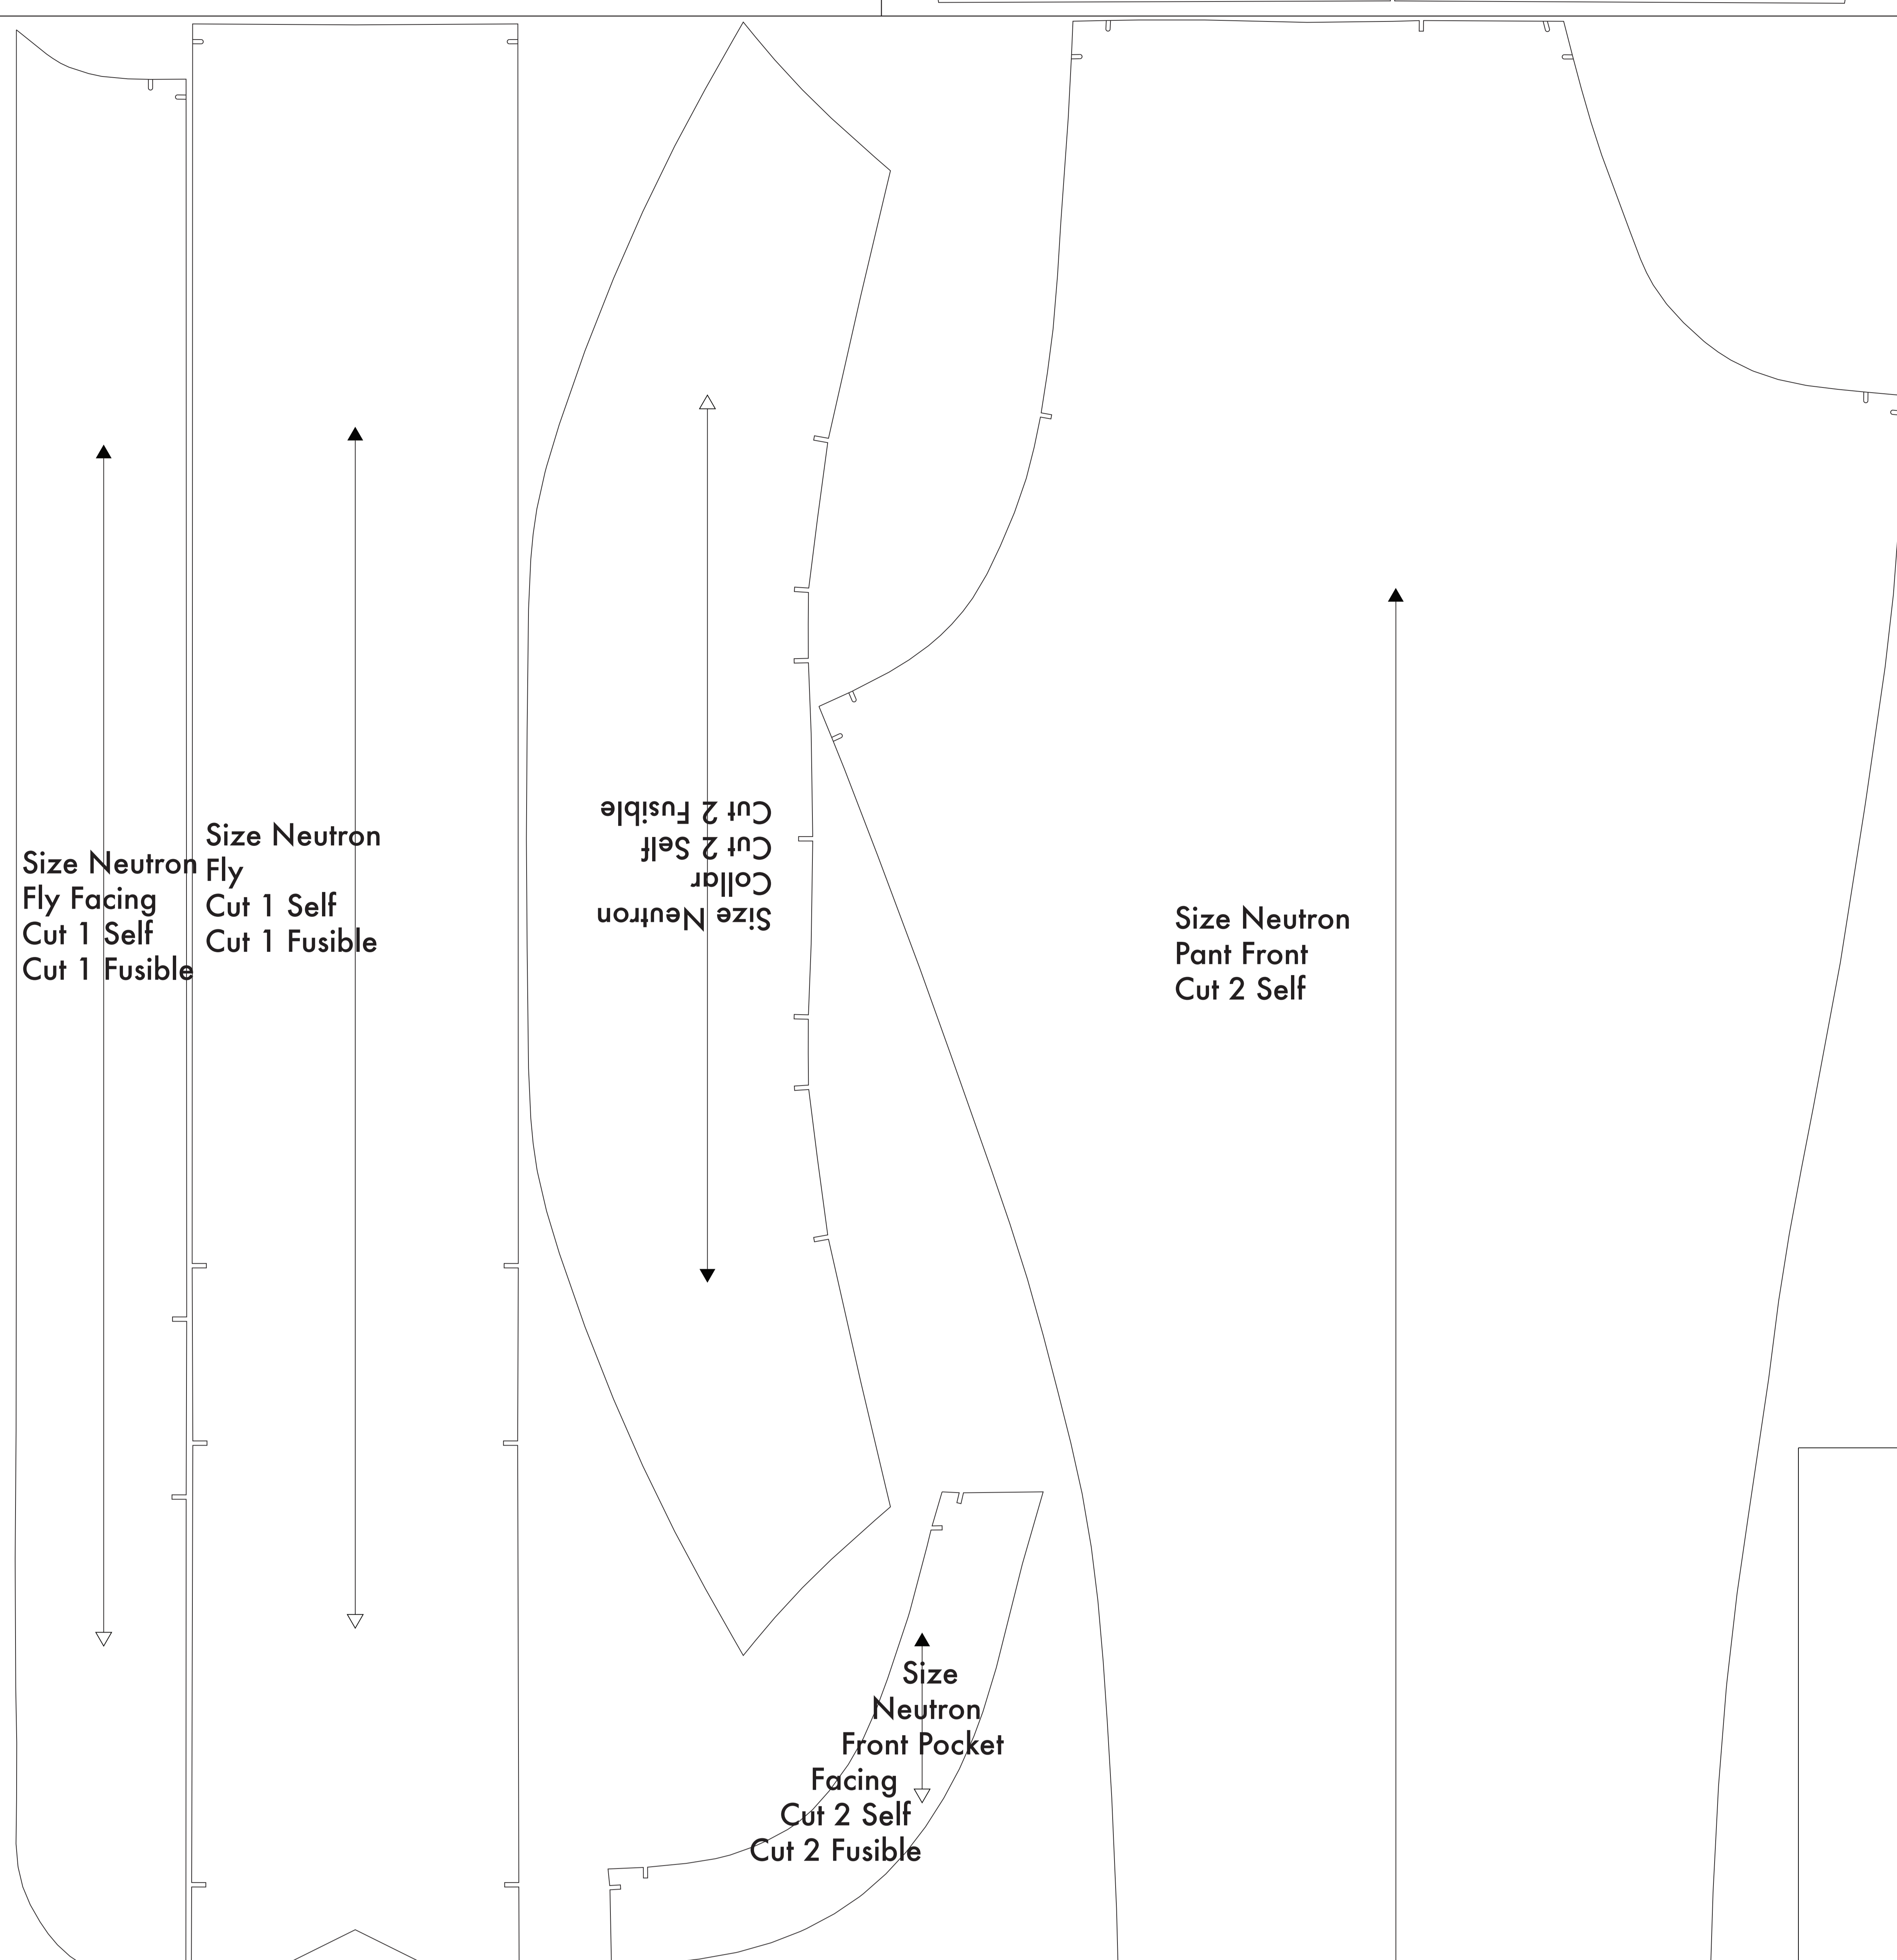 Size Neutron
Fly Facing
Cut 1 Self
Cut 1 Fusible
Size Neutron
Fly
Cut 1 Self
Cut 1 Fusible
Size Neutron
Collar
Cut 2 Self
Cut 2 Fusible
Size Neutron
Pant Front
Cut 2 Self
Size
Neutron
Front Pocket
Facing
Cut 2 Self
Cut 2 Fusible